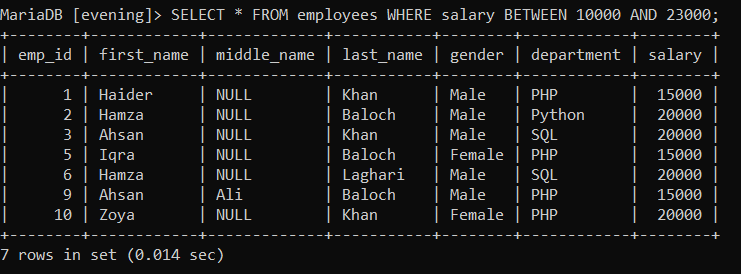 MariaDB [evening]> SELECT * FROM employees WHERE salary BETWEEN 10000 AND 23000;
+--------+------------+-------------+-----------+--------+------------+--------+
| emp_id | first_name | middle_name | last_name | gender | department | salary |
+--------+------------+-------------+-----------+--------+------------+--------+
|      1 | Haider     | NULL        | Khan      | Male   | PHP        |  15000 |
|      2 | Hamza      | NULL        | Baloch    | Male   | Python     |  20000 |
|      3 | Ahsan      | NULL        | Khan      | Male   | SQL        |  20000 |
|      5 | Iqra       | NULL        | Baloch    | Female | PHP        |  15000 |
|      6 | Hamza      | NULL        | Laghari   | Male   | SQL        |  20000 |
|      9 | Ahsan      | Ali         | Baloch    | Male   | PHP        |  15000 |
|     10 | Zoya       | NULL        | Khan      | Female | PHP        |  20000 |
+--------+------------+-------------+-----------+--------+------------+--------+
7 rows in set (0.014 sec)